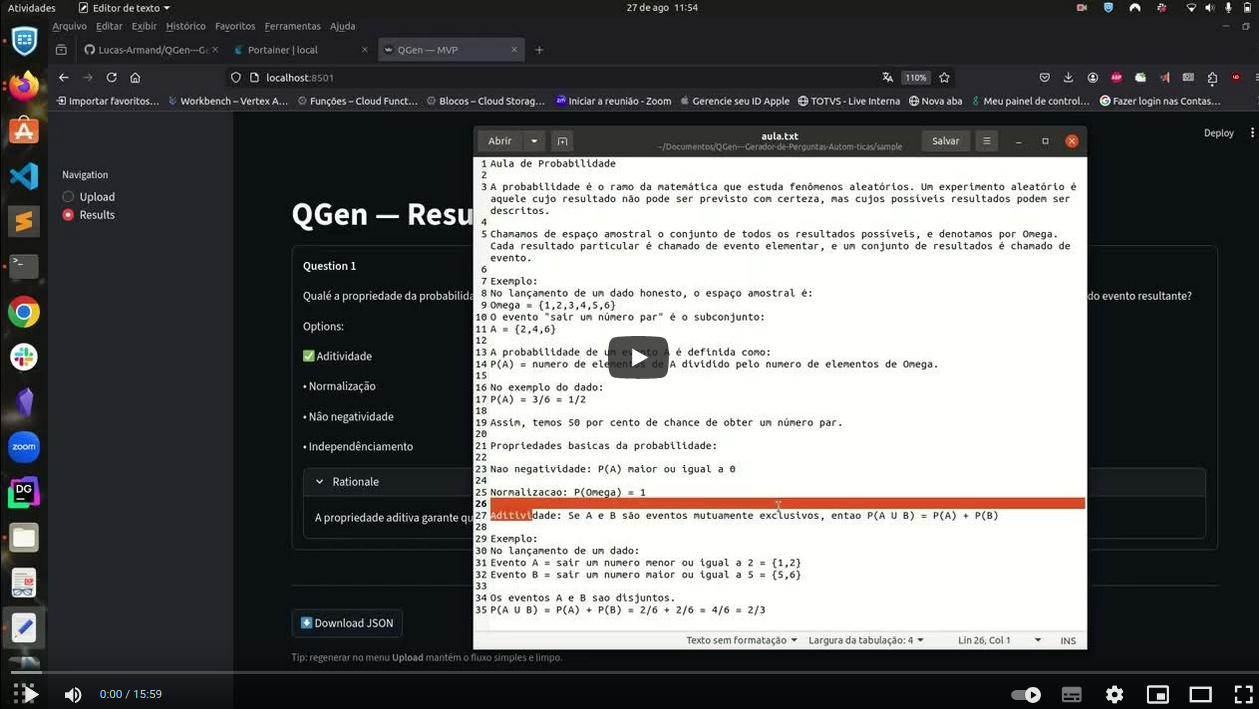 Atividades
Editor de texto
27 de ago 11:54
Arquivo Editar Exibir Histórico Favoritos Ferramentas Ajuda
Lucas-Armand/QGen---Ge
Portainer | local
QGen — MVP
localhost:8501
110%
Importar favoritos...
Workbench – Vertex A...
Funções – Cloud Funct...
Blocos – Cloud Storag...
Iniciar a reunião - Zoom
Gerencie seu ID Apple
TOTVS - Live Interna
Nova aba
Meu painel de control...
Fazer login nas Contas...
Deploy
Navigation
Upload
Results
QGen — Resu
Question 1
Qualé a propriedade da probabilida
do evento resultante?
Options:
Aditividade
• Normalização
• Nâo negatividade
• Independênciamento
Rationale
A propriedade aditiva garante qu
Download JSON
Tip: regenerar no menu Upload mantém o fluxo simples e limpo.
Abrir
aula.txt
~/Documentos/QGen---Gerador-de-Perguntas-Autom-ticas/sample
Salvar
1 Aula de Probabilidade
2
3 A probabilidade é o ramo da matemática que estuda fenômenos aleatórios. Um experimento aleatório é
aquele cujo resultado não pode ser previsto com certeza, mas cujos possíveis resultados podem ser
descritos.
4
5 Chamamos de espaço amostral o conjunto de todos os resultados possíveis, e denotamos por Omega.
Cada resultado particular é chamado de evento elementar, e um conjunto de resultados é chamado de
evento.
6
7 Exemplo:
8 No lançamento de um dado honesto, o espaço amostral é:
9 Omega = {1,2,3,4,5,6}
10 O evento "sair um número par" é o subconjunto:
11 A = {2,4,6}
12
13 A probabilidade de um evento A é definida como:
14 P(A) = numero de elementos de A dividido pelo numero de elementos de Omega.
15
16 No exemplo do dado:
17 P(A) = 3/6 = 1/2
18
19 Assim, temos 50 por cento de chance de obter um número par.
20
21 Propriedades basicas da probabilidade:
22
23 Nao negatividade: P(A) maior ou igual a 0
24
25 Normalizacao: P(Omega) = 1
26
27 Aditividade: Se A e B são eventos mutuamente exclusivos, entao P(A U B) = P(A) + P(B)
28
29 Exemplo:
30 No lançamento de um dado:
31 Evento A = sair um numero menor ou igual a 2 = {1,2}
32 Evento B = sair um numero maior ou igual a 5 = {5,6}
33
34 Os eventos A e B sao disjuntos.
35 P(A U B) = P(A) + P(B) = 2/6 + 2/6 = 4/6 = 2/3
Texto sem formatação
Largura da tabulação: 4
Lin 26, Col 1
INS
zoom
DG
0:00 / 15:59